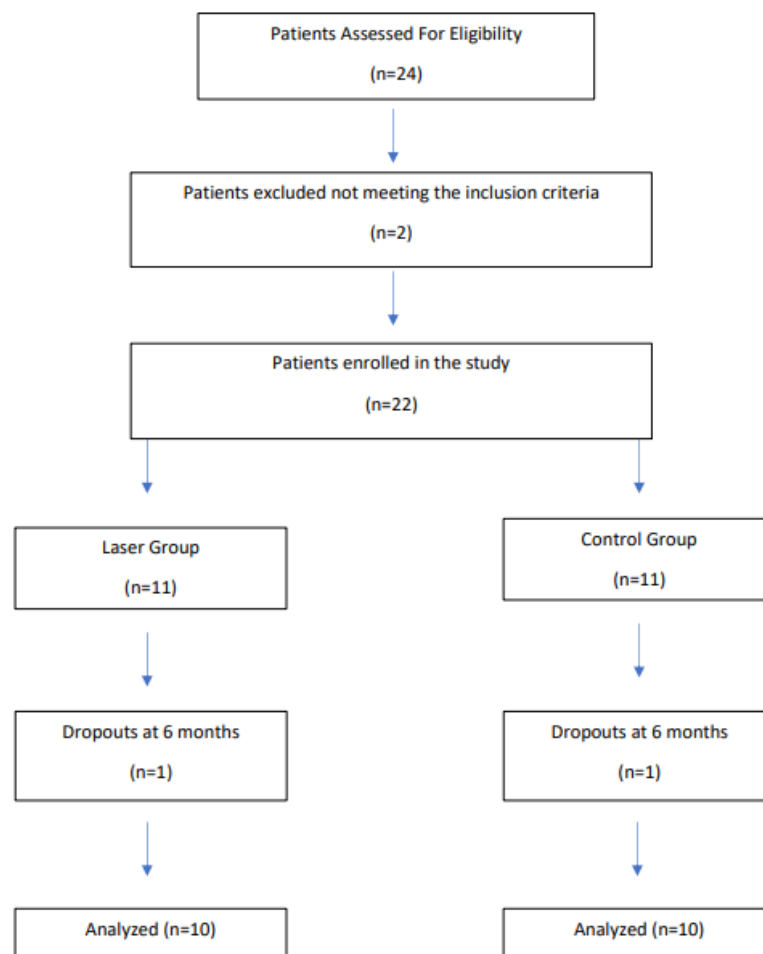 Patients Assessed For Eligibility
(n=24)
Patients excluded not meeting the inclusion criteria
(n=2)
Patients enrolled in the study
(n=22)
Laser Group
(n=11)
Control Group
(n=11)
Dropouts at 6 months
(n=1)
Dropouts at 6 months
(n=1)
Analyzed (n=10)
Analyzed (n=10)